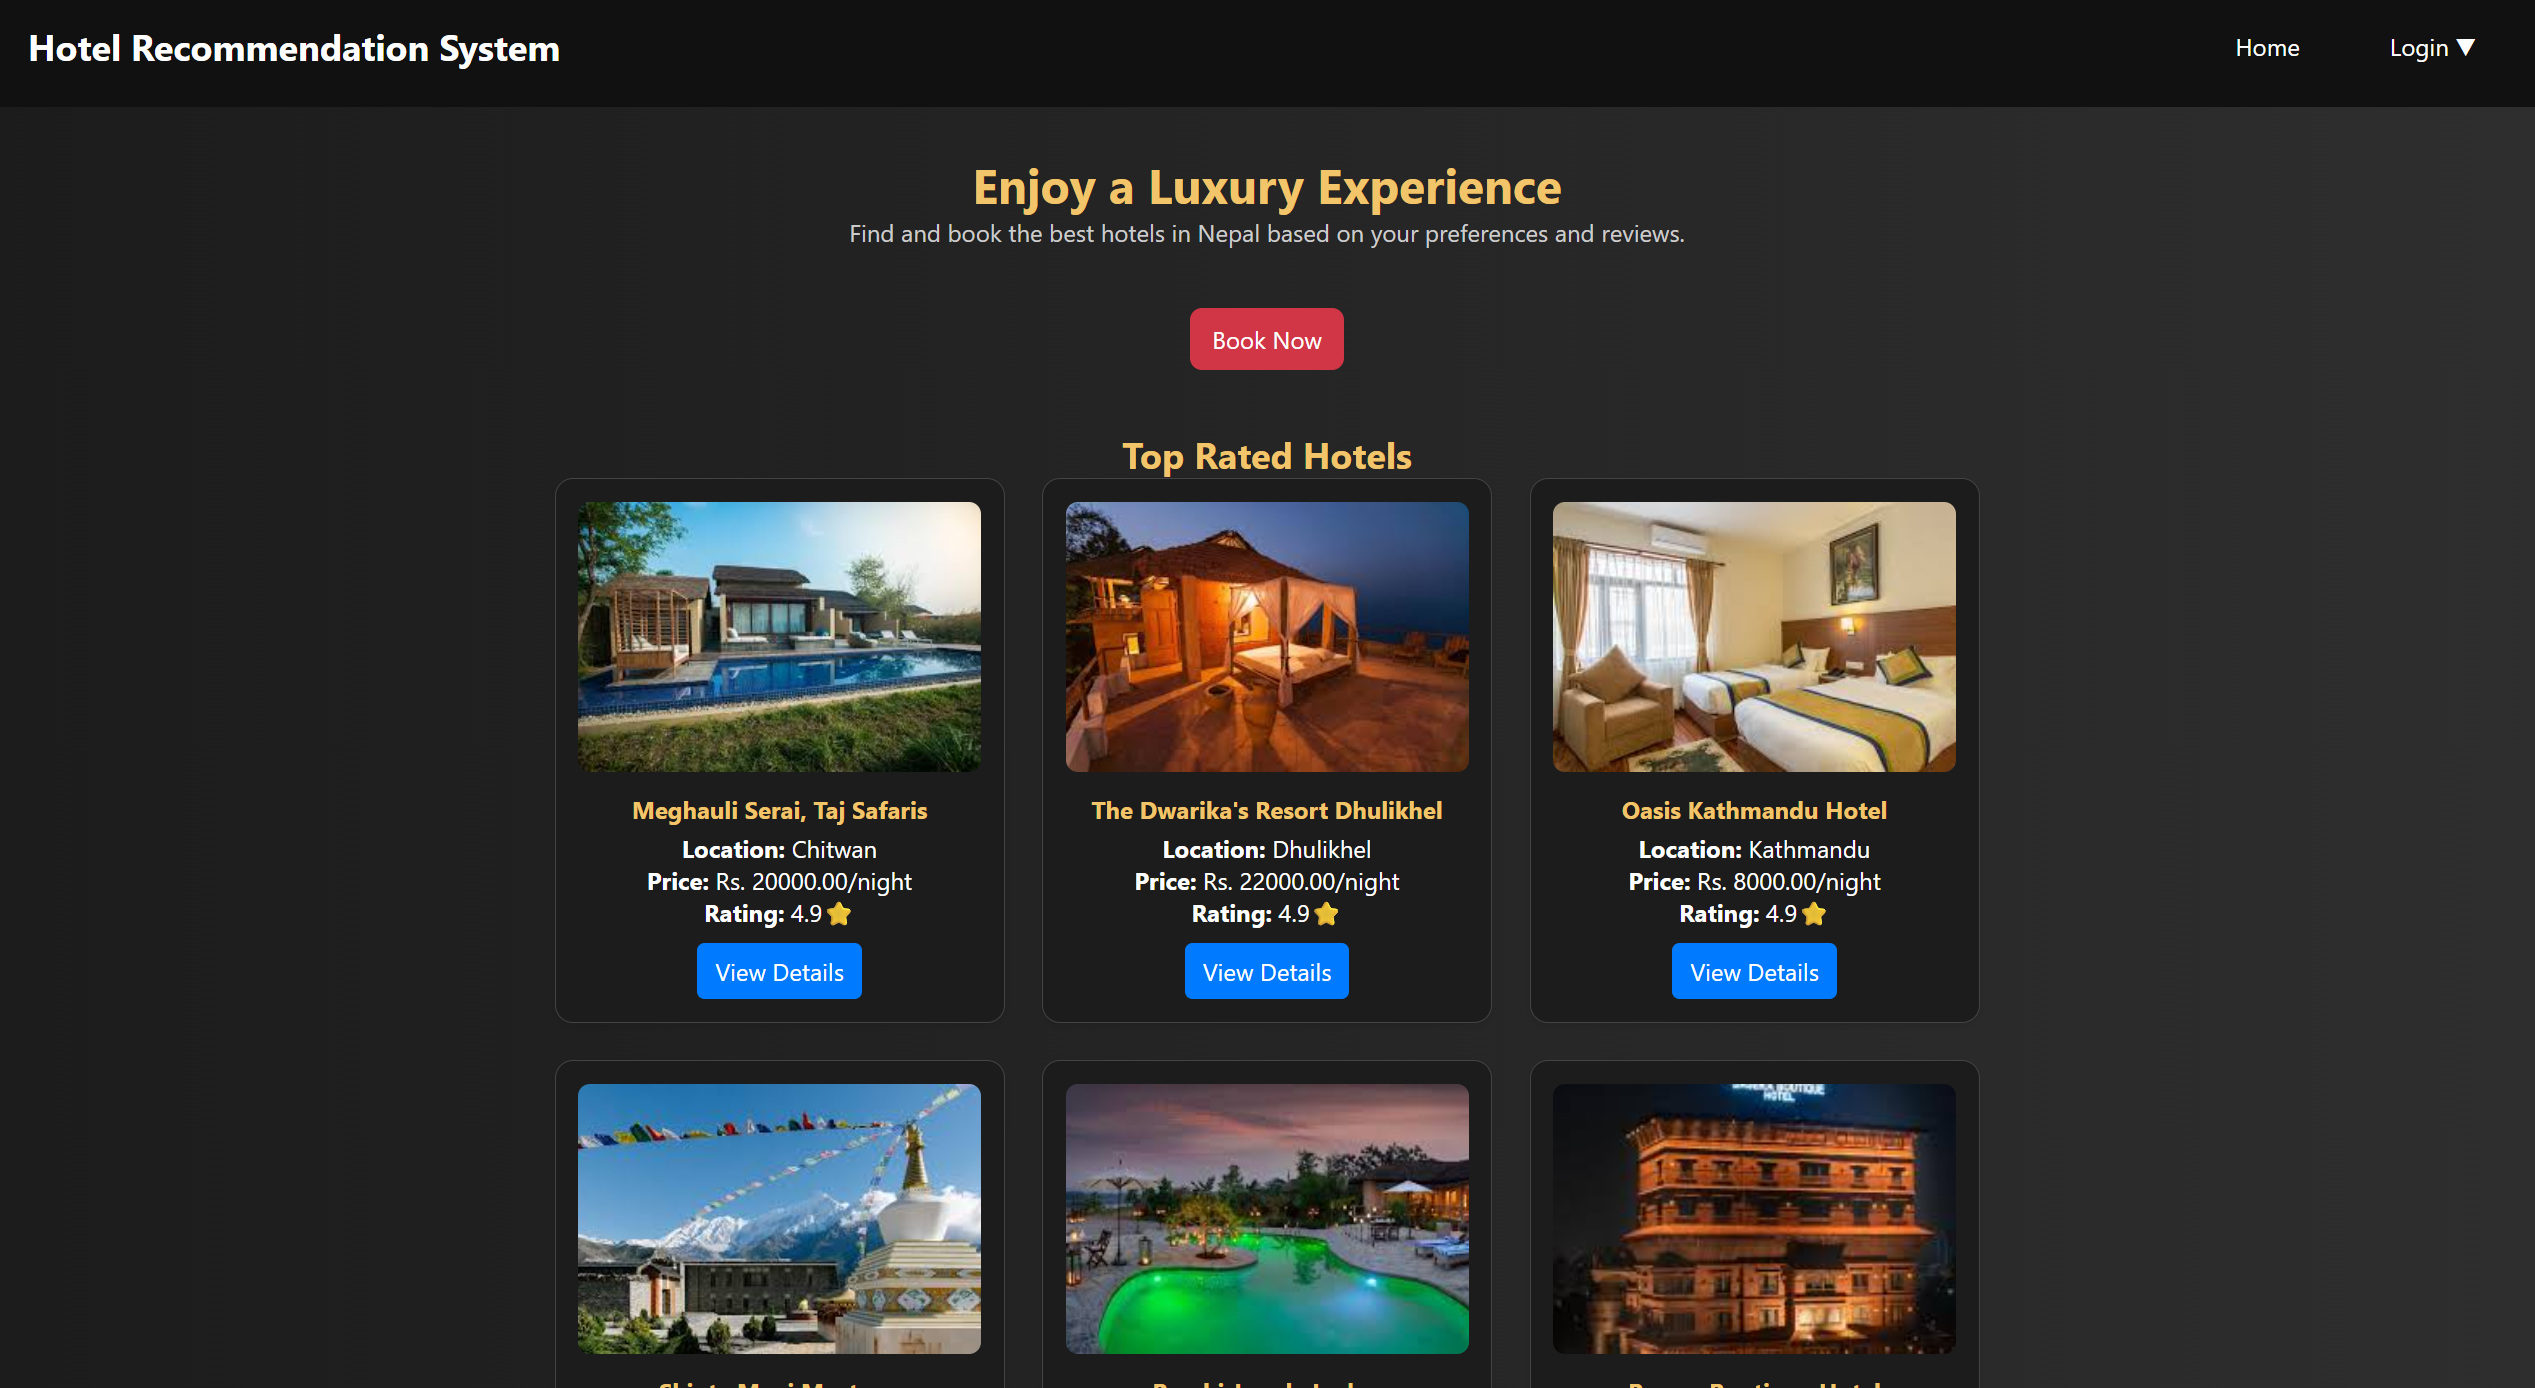 Hotel Recommendation System
Home
Login ▼
Enjoy a Luxury Experience
Find and book the best hotels in Nepal based on your preferences and reviews.
Book Now
Top Rated Hotels
Meghauli Serai, Taj Safaris
Location: Chitwan
Price: Rs. 20000.00/night
Rating: 4.9⭐
View Details
The Dwarika's Resort Dhulikhel
Location: Dhulikhel
Price: Rs. 22000.00/night
Rating: 4.9⭐
View Details
Oasis Kathmandu Hotel
Location: Kathmandu
Price: Rs. 8000.00/night
Rating: 4.9⭐
View Details
BOUTIQUE
HOTEL
Hotel